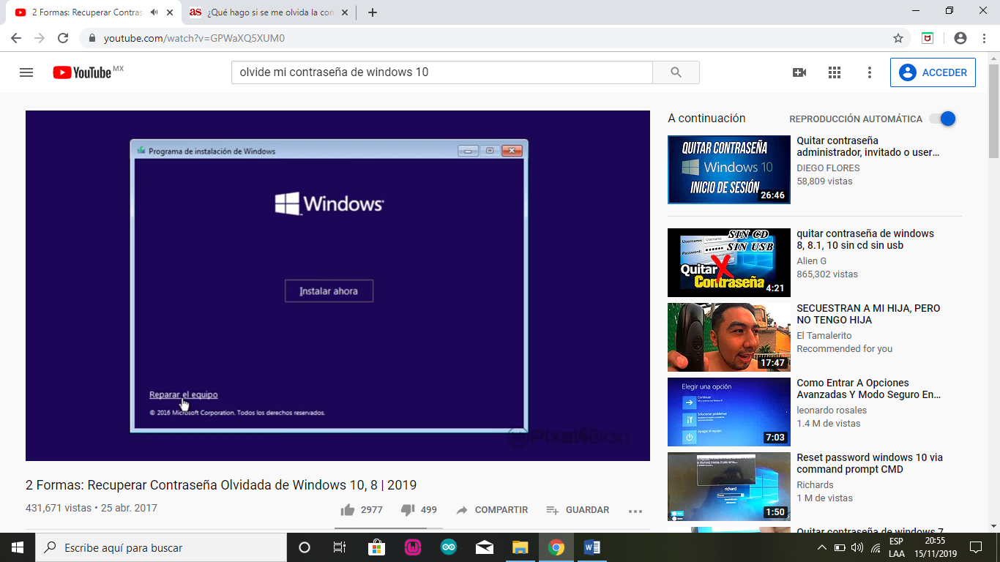 2 Formas: Recuperar Contras
as ¿Qué hago si se me olvida la con
youtube.com/watch?v=GPWaXQ5XUM0
YouTube MX
olvide mi contraseña de windows 10
ACCEDER
Programa de instalación de Windows
Windows
Instalar ahora
Reparar el equipo
© 2016 Microsoft Corporation. Todos los derechos reservados.
2 Formas: Recuperar Contraseña Olvidada de Windows 10, 8 | 2019
431,671 vistas • 25 abr. 2017
2977
499
COMPARTIR
GUARDAR
A continuación
REPRODUCCIÓN AUTOMÁTICA
QUITAR CONTRASEÑA
Windows 10
INICIO DE SESIÓN
26:46
Quitar contraseña
administrador, invitado o user...
DIEGO FLORES
58,809 vistas
SIN CD
Username: Username
SIN USB
Password:
Quitar
Contraseña
4:21
quitar contraseña de windows
8, 8.1, 10 sin cd sin usb
Alien G
865,302 vistas
17:47
SECUESTRAN A MI HIJA, PERO
NO TENGO HIJA
El Tamalerito
Recommended for you
Elegir una opción
Continuar
Solucionar problemas
Apagar el equipo
7:03
Como Entrar A Opciones
Avanzadas Y Modo Seguro En...
leonardo rosales
1.4 M de vistas
richard
1:50
Reset password windows 10 via
command prompt CMD
Richards
1 M de vistas
Quitar contraseña de windows 7
Escribe aquí para buscar
ESP
LAA
20:55
15/11/2019